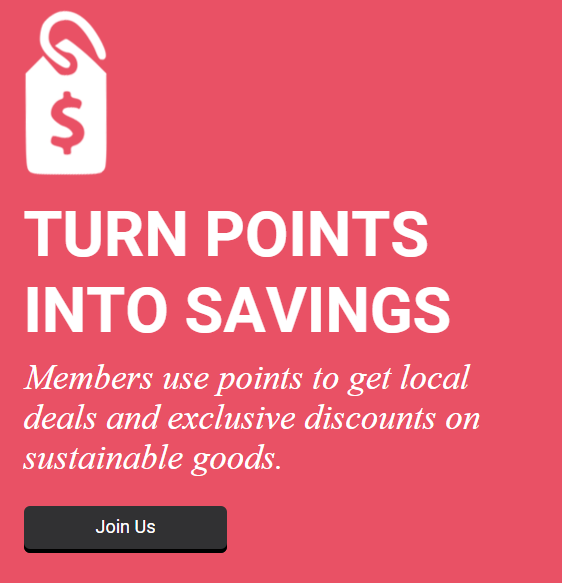 $
TURN POINTS
INTO SAVINGS
Members use points to get local
deals and exclusive discounts on
sustainable goods.
Join Us